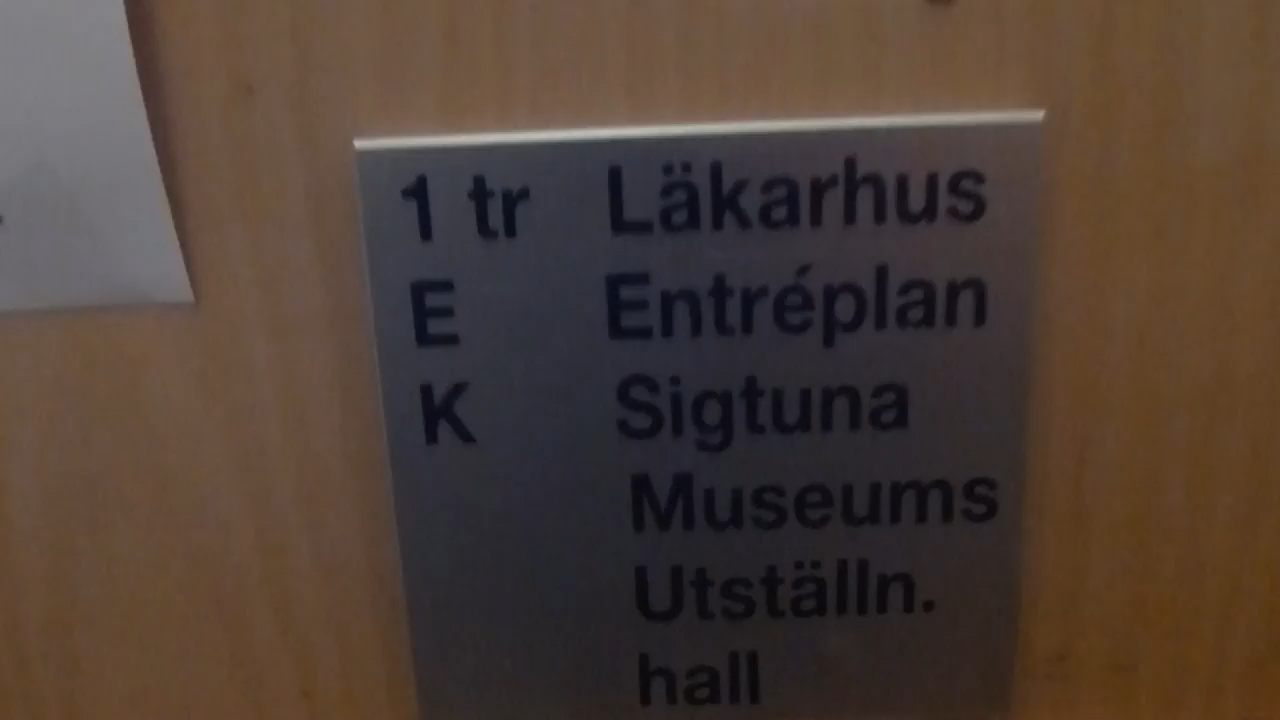 1 tr Läkarhus
E Entréplan
K Sigtuna
Museums
Utställn.
hall